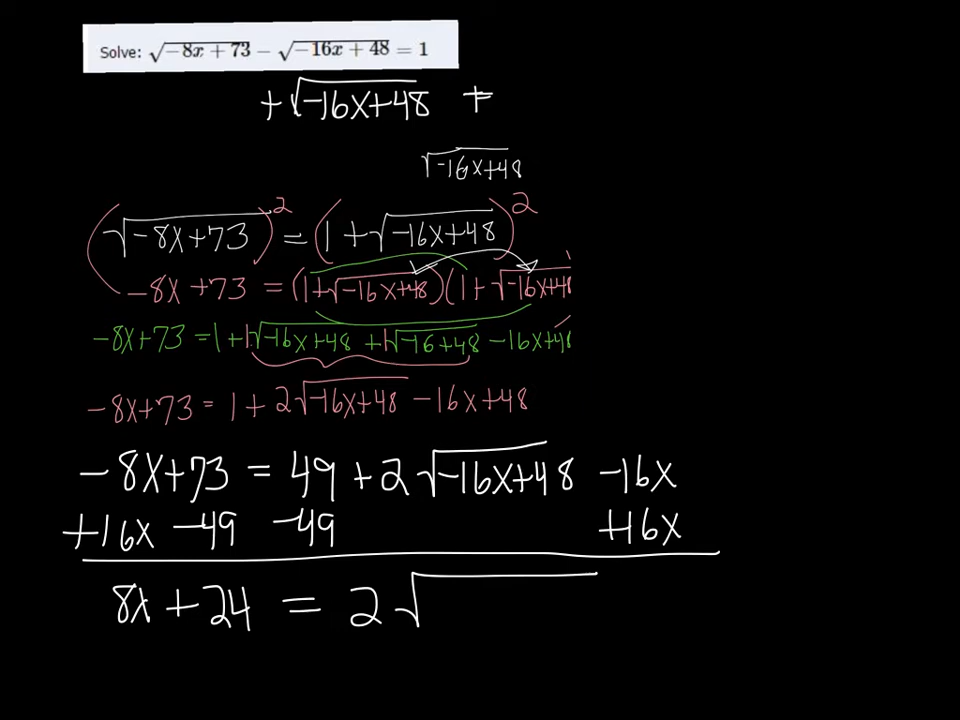 Solve: √−8x + 73 − √−16x + 48 = 1
+√-16x+48 +=
√-16x+48
(√-8x+73)² = (1+√-16x+48)²
-8x+73 = (1+√-16x+48)(1+√-16x+48
-8x+73 = 1+1√-16x+48 +1√-16+48 -16x+48
-8x+73 = 1+2√-16x+48 -16x+48
-8x+73 = 49+2√-16x+48 -16x
+16x -49 -49 +16x
8x+24 = 2√